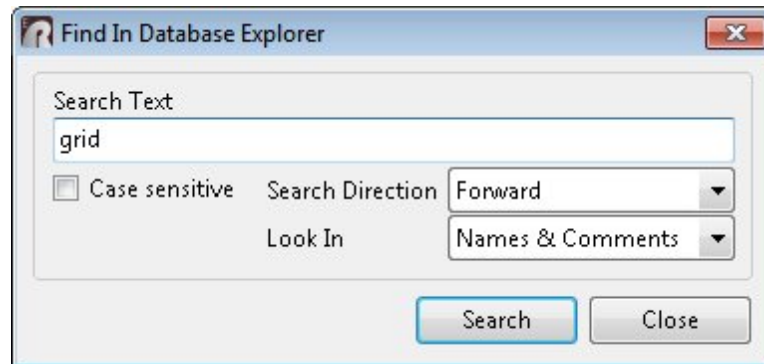 Find In Database Explorer
Search Text
grid
Case sensitive Search Direction Forward
Look In Names & Comments
Search Close